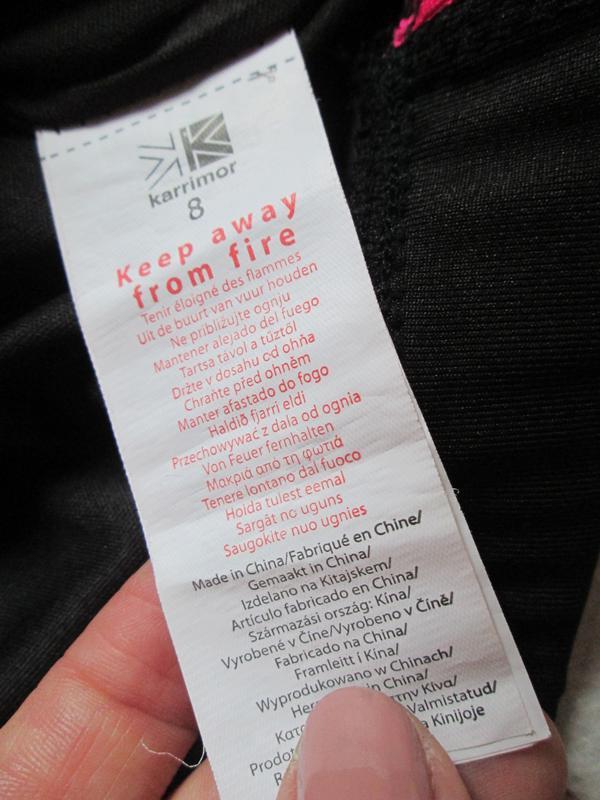 karrimor
8
Keep away
from fire
Tenir éloigné des flammes
Uit de buurt van vuur houden
Ne približujte ognju
Mantener alejado del fuego
Tartsa távol a tűztől
Držte v dosahu od ohňa
Chraňte před ohněm
Manter afastado do fogo
Haldið fjarri eldi
Przechowywać z dala od ognia
Von Feuer fernhalten
Μακριά από τη φωτιά
Tenere lontano dal fuoco
Holda tulest eemal
Sargāt no uguns
Saugokite nuo ugnies
Made in China/Fabriqué en Chine/
Gemaakt in China/
Izdelano na Kitajskem/
Artículo fabricado en China/
Származási ország: Kína/
Vyrobené v Číne/Vyrobeno v Číně/
Fabricado na China/
Framleitt í Kína/
Wyprodukowano w Chinach/
in China/
την Κίνα/
Valmistatud/
Kinijoje